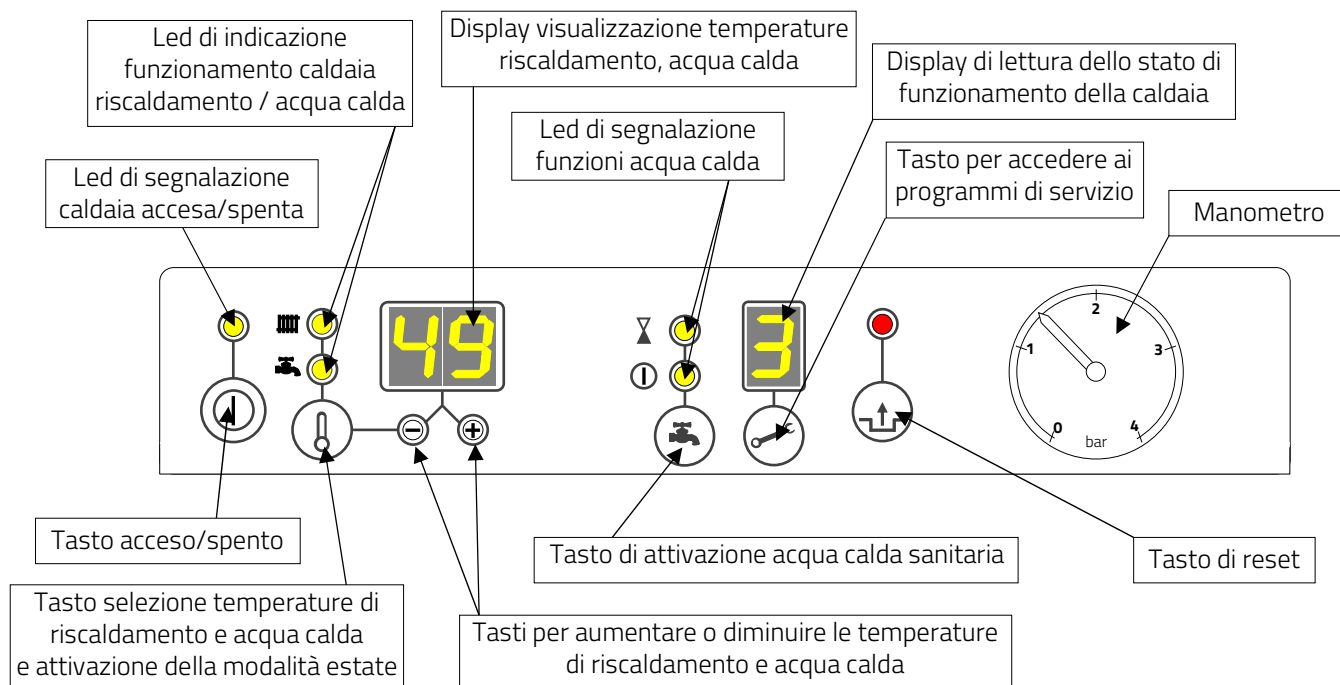 Led di indicazione
funzionamento caldaia
riscaldamento / acqua calda
Display visualizzazione temperature
riscaldamento, acqua calda
Display di lettura dello stato di
funzionamento della caldaia
Led di segnalazione
funzioni acqua calda
Tasto per accedere ai
programmi di servizio
Led di segnalazione
caldaia accesa/spenta
Manometro
49
3
0
1
2
3
4
bar
Tasto acceso/spento
Tasto di attivazione acqua calda sanitaria
Tasto di reset
Tasto selezione temperature di
riscaldamento e acqua calda
e attivazione della modalità estate
Tasti per aumentare o diminuire le temperature
di riscaldamento e acqua calda